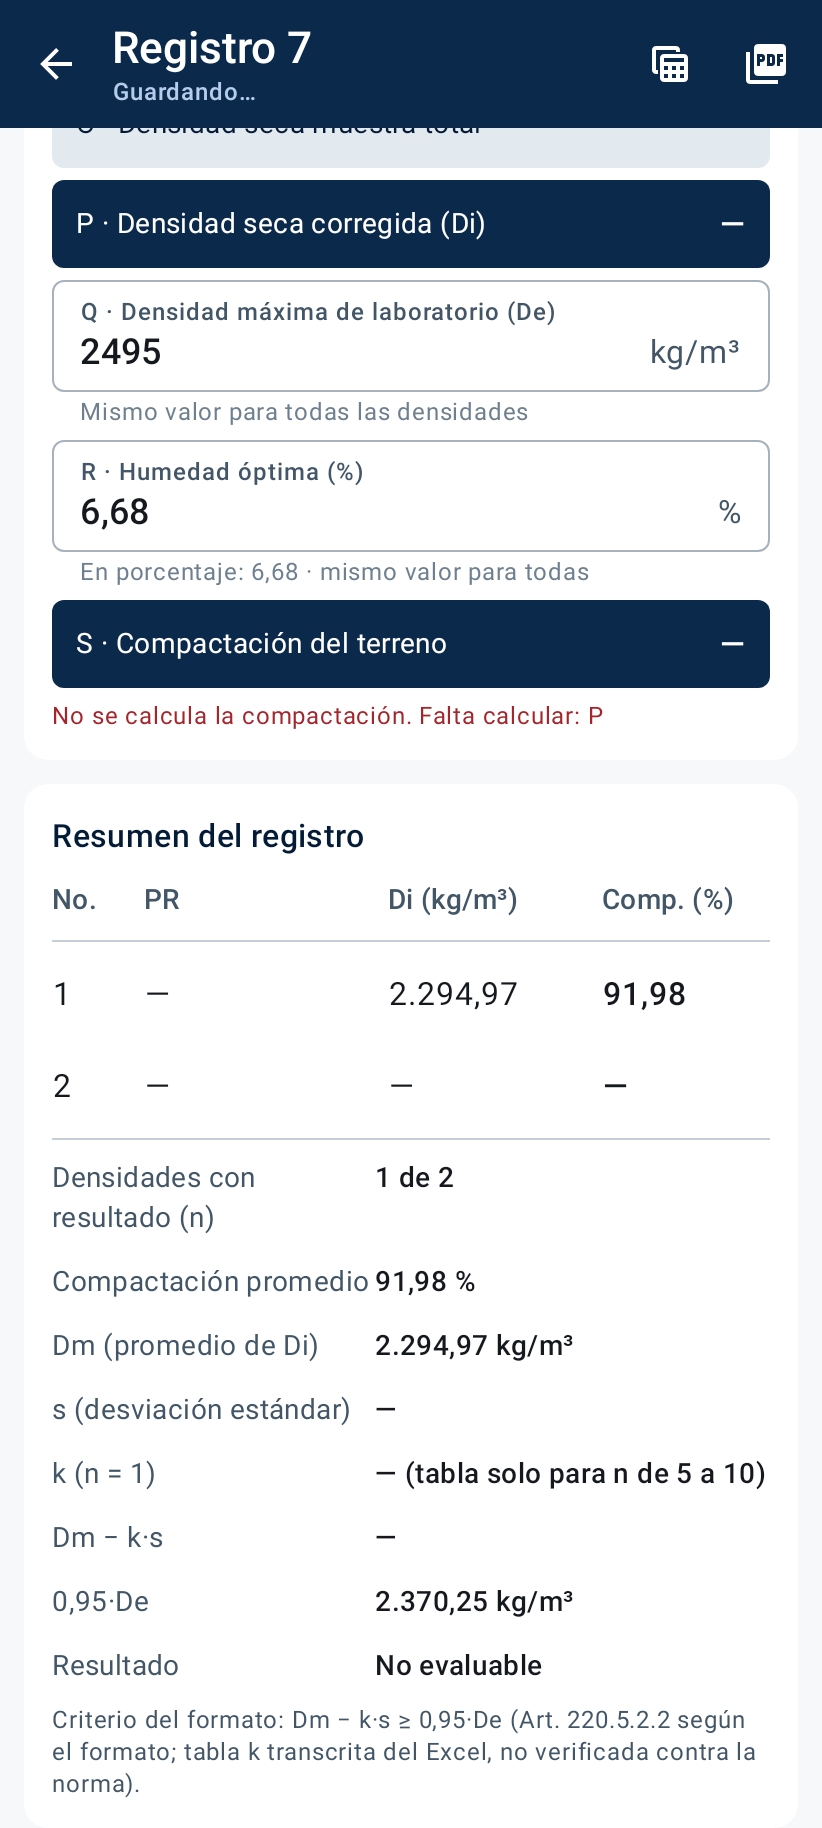 Registro 7
Guardando…
PDF
P · Densidad seca corregida (Di) —
Q · Densidad máxima de laboratorio (De)
2495 kg/m³
Mismo valor para todas las densidades
R · Humedad óptima (%)
6,68 %
En porcentaje: 6,68 · mismo valor para todas
S · Compactación del terreno —
No se calcula la compactación. Falta calcular: P
Resumen del registro
No. PR Di (kg/m³) Comp. (%)
1 — 2.294,97 91,98
2 — — —
Densidades con
resultado (n) 1 de 2
Compactación promedio 91,98 %
Dm (promedio de Di) 2.294,97 kg/m³
s (desviación estándar) —
k (n = 1) — (tabla solo para n de 5 a 10)
Dm − k·s —
0,95·De 2.370,25 kg/m³
Resultado No evaluable
Criterio del formato: Dm − k·s ≥ 0,95·De (Art. 220.5.2.2 según
el formato; tabla k transcrita del Excel, no verificada contra la
norma).